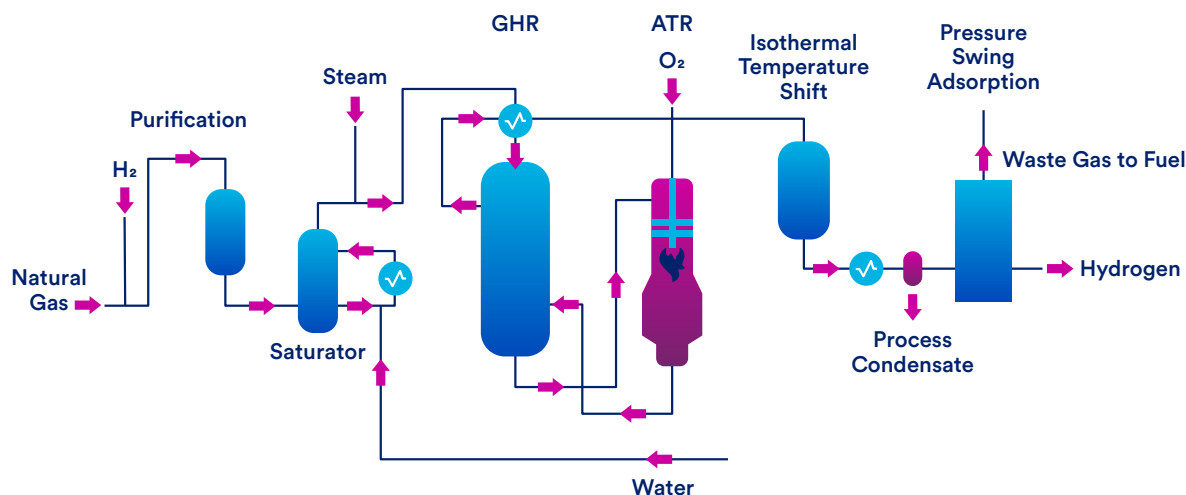 GHR
ATR
O₂
Isothermal
Temperature
Shift
Pressure
Swing
Adsorption
Steam
Purification
H₂
Waste Gas to Fuel
Natural
Gas
Hydrogen
Saturator
Process
Condensate
Water